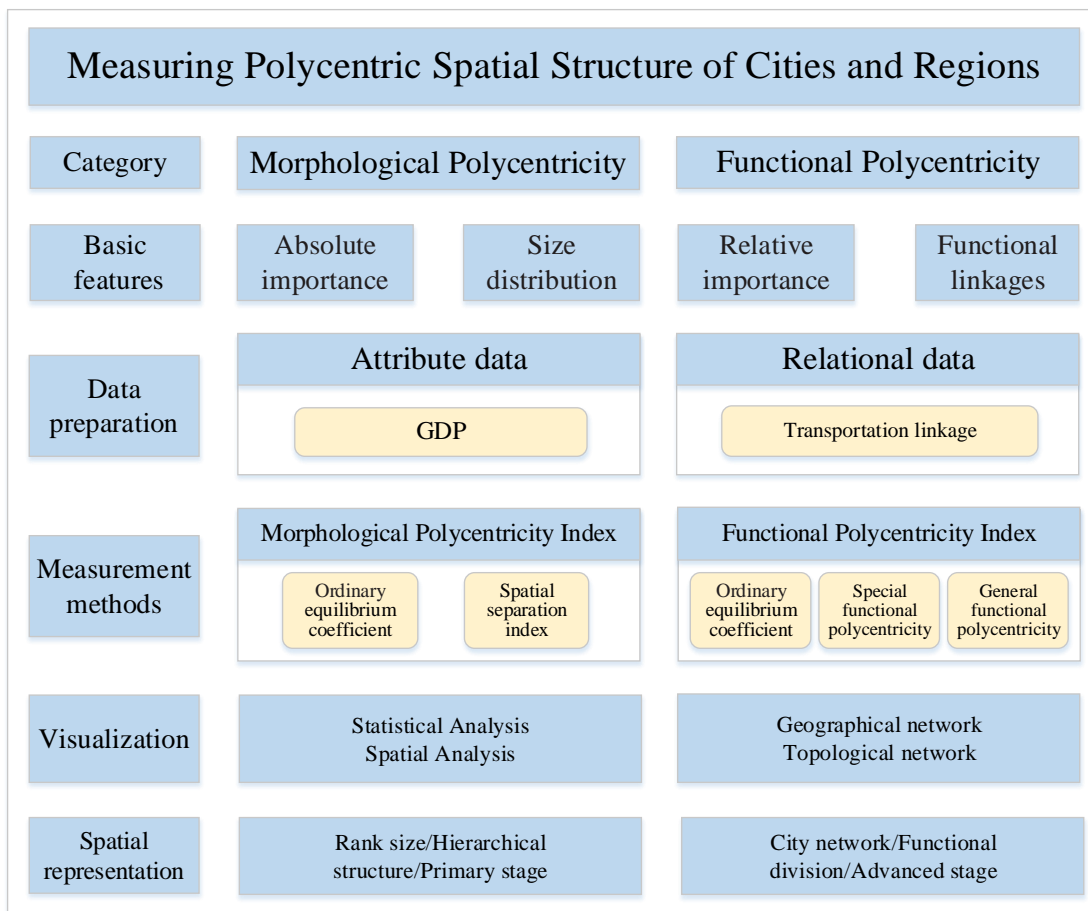 Measuring Polycentric Spatial Structure of Cities and Regions
Category
Morphological Polycentricity
Functional Polycentricity
Basic
features
Absolute
importance
Size
distribution
Relative
importance
Functional
linkages
Data
preparation
Attribute data
GDP
Relational data
Transportation linkage
Measurement
methods
Morphological Polycentricity Index
Ordinary
equilibrium
coefficient
Spatial
separation
index
Functional Polycentricity Index
Ordinary
equilibrium
coefficient
Special
functional
polycentricity
General
functional
polycentricity
Visualization
Statistical Analysis
Spatial Analysis
Geographical network
Topological network
Spatial
representation
Rank size/Hierarchical
structure/Primary stage
City network/Functional
division/Advanced stage